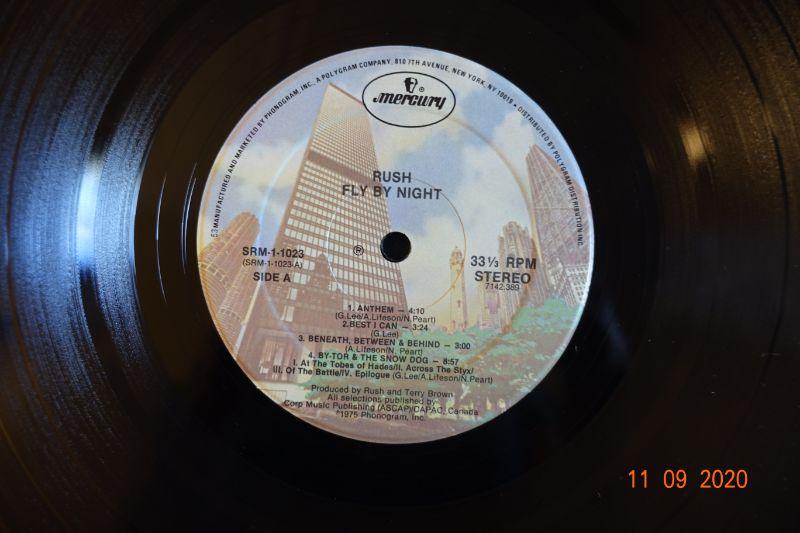 53 MANUFACTURED AND MARKETED BY PHONOGRAM, INC., A POLYGRAM COMPANY, 810 7TH AVENUE, NEW YORK, N.Y. 10019 • DISTRIBUTED BY POLYGRAM DISTRIBUTION INC.
mercury ®
RUSH
FLY BY NIGHT
SRM-1-1023
(SRM-1-1023-A)
SIDE A
℗
33⅓ RPM
STEREO
7142.389
1. ANTHEM — 4:10
(G.Lee/A.Lifeson/N.Peart)
2.BEST I CAN — 3:24
(G.Lee)
3. BENEATH, BETWEEN & BEHIND — 3:00
(A.Lifeson/N. Peart)
4. BY-TOR & THE SNOW DOG — 8:57
I. At The Tobes of Hades/II. Across The Styx/
III. Of The Battle/IV. Epilogue (G.Lee/A.Lifeson/N.Peart)
Produced by Rush and Terry Brown
All selections published by
Corp Music Publishing (ASCAP)/CAPAC, Canada
℗1975 Phonogram, Inc.
11 09 2020